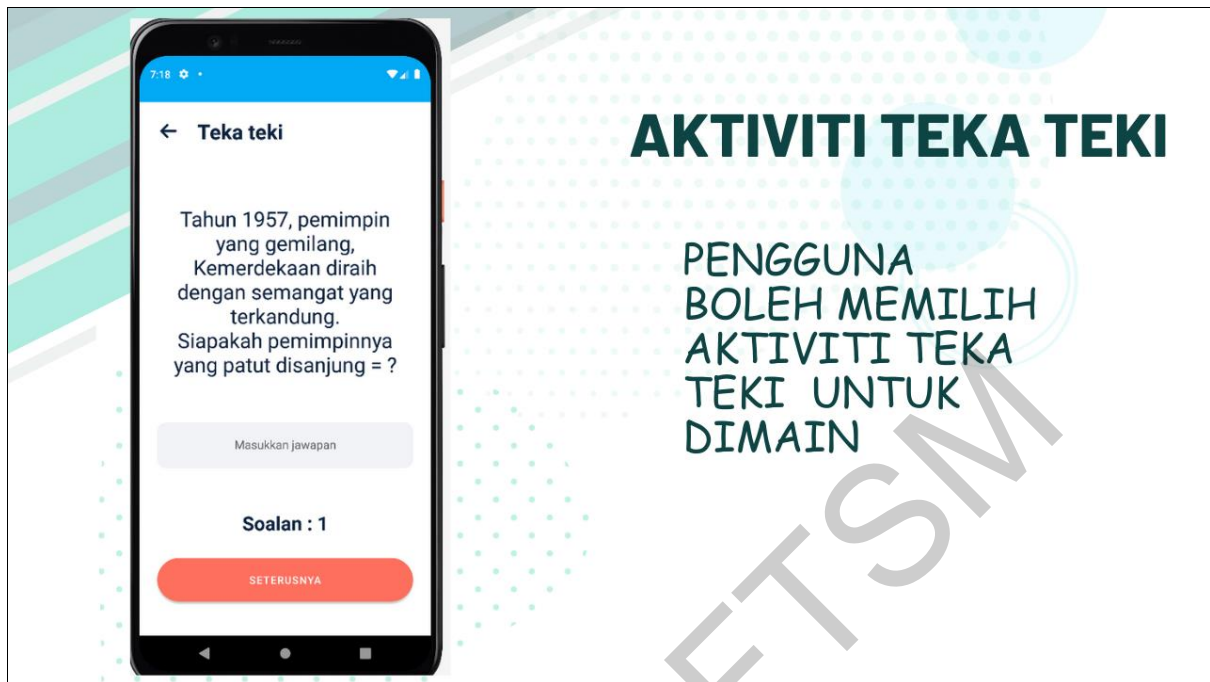 7:18
← Teka teki
Tahun 1957, pemimpin
yang gemilang,
Kemerdekaan diraih
dengan semangat yang
terkandung.
Siapakah pemimpinnya
yang patut disanjung = ?
Masukkan jawapan
Soalan : 1
SETERUSNYA
AKTIVITI TEKA TEKI
PENGGUNA
BOLEH MEMILIH
AKTIVITI TEKA
TEKI UNTUK
DIMAIN
FTSM